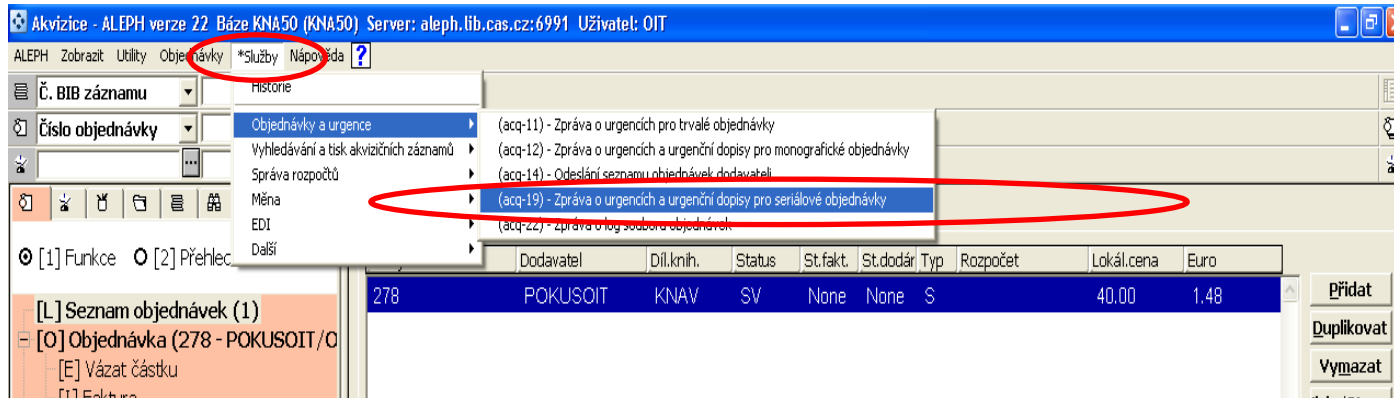 Akvizice - ALEPH verze 22 Báze KNA50 (KNA50) Server: aleph.lib.cas.cz:6991 Uživatel: OIT
ALEPH Zobrazit Utility Objednávky *Služby Nápověda ?
Č. BIB záznamu
Historie
Číslo objednávky
Objednávky a urgence
(acq-11) - Zpráva o urgencích pro trvalé objednávky
Vyhledávání a tisk akvizičních záznamů
(acq-12) - Zpráva o urgencích a urgenční dopisy pro monografické objednávky
Správa rozpočtů
(acq-14) - Odeslání seznamu objednávek dodavateli
Měna
(acq-19) - Zpráva o urgencích a urgenční dopisy pro seriálové objednávky
EDI
(acq-22) - Zpráva o log souborů objednávek
Další
[1] Funkce [2] Přehled
Dodavatel Díl.knih. Status St.fakt. St.dodár Typ Rozpočet Lokál.cena Euro
278 POKUSOIT KNAV SV None None S 40.00 1.48
Přidat
Duplikovat
Vymazat
[L] Seznam objednávek (1)
[O] Objednávka (278 - POKUSOIT/O
[E] Vázat částku
[I] Faktura